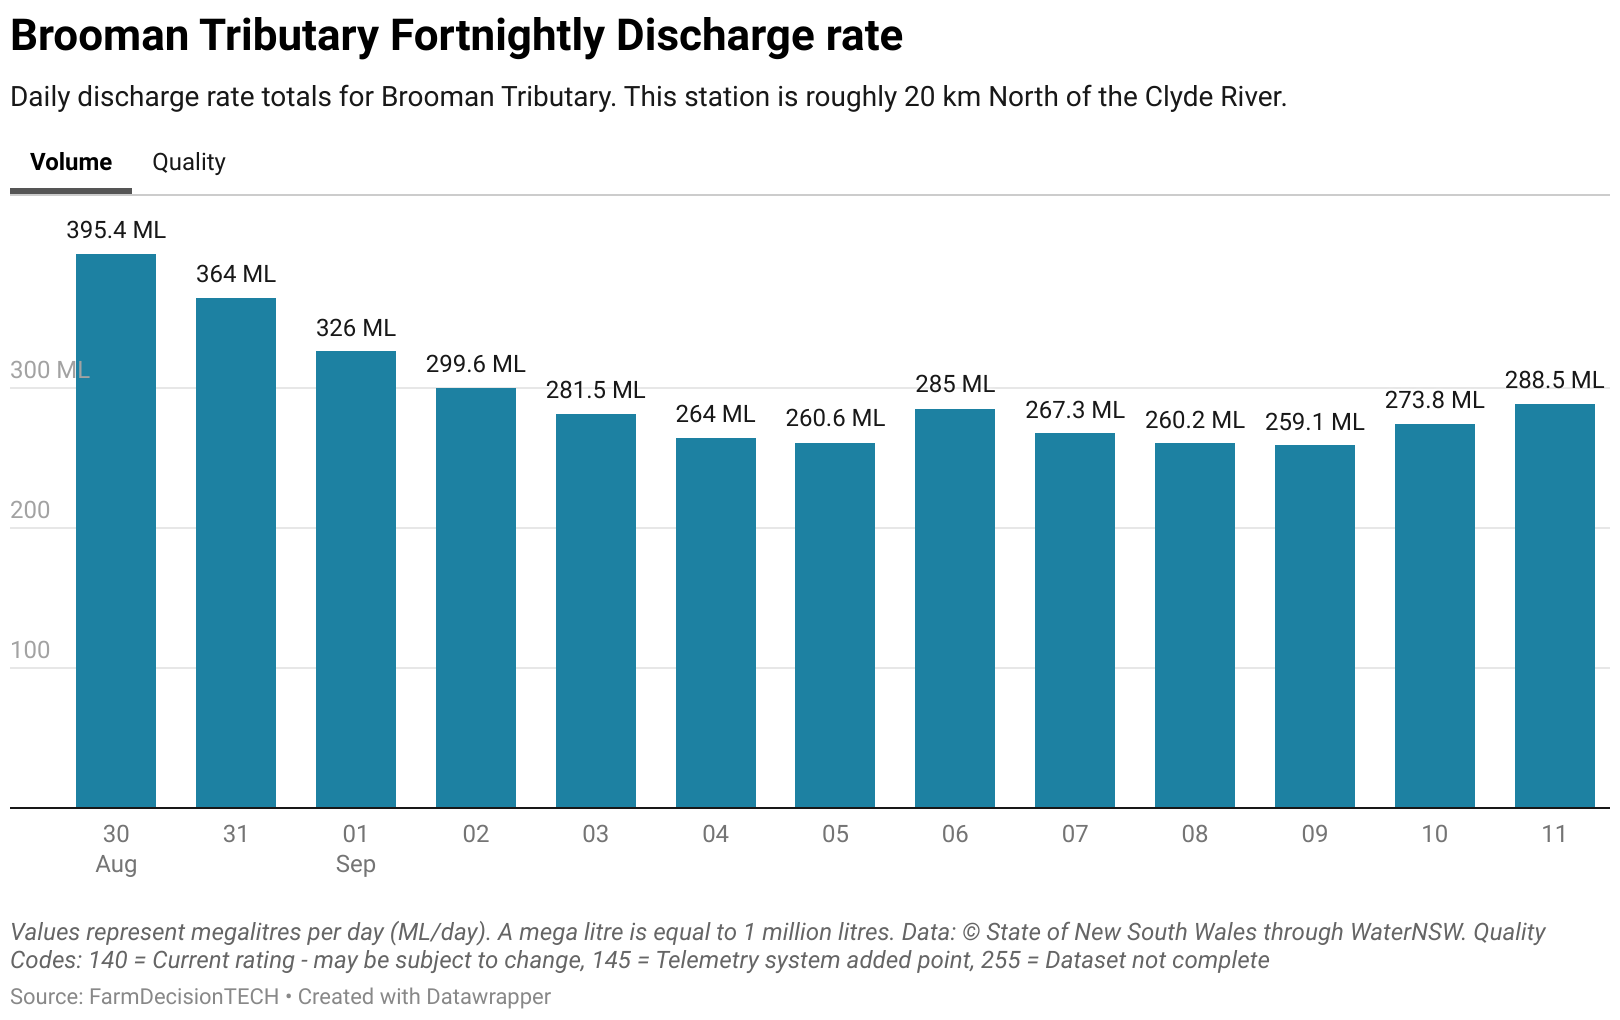 Brooman Tributary Fortnightly Discharge rate
Daily discharge rate totals for Brooman Tributary. This station is roughly 20 km North of the Clyde River.
Volume Quality
395.4 ML
364 ML
326 ML
299.6 ML
281.5 ML
264 ML
260.6 ML
285 ML
267.3 ML
260.2 ML
259.1 ML
273.8 ML
288.5 ML
300 ML
200
100
30 31 01 02 03 04 05 06 07 08 09 10 11
Aug Sep
Values represent megalitres per day (ML/day). A mega litre is equal to 1 million litres. Data: © State of New South Wales through WaterNSW. Quality
Codes: 140 = Current rating - may be subject to change, 145 = Telemetry system added point, 255 = Dataset not complete
Source: FarmDecisionTECH • Created with Datawrapper